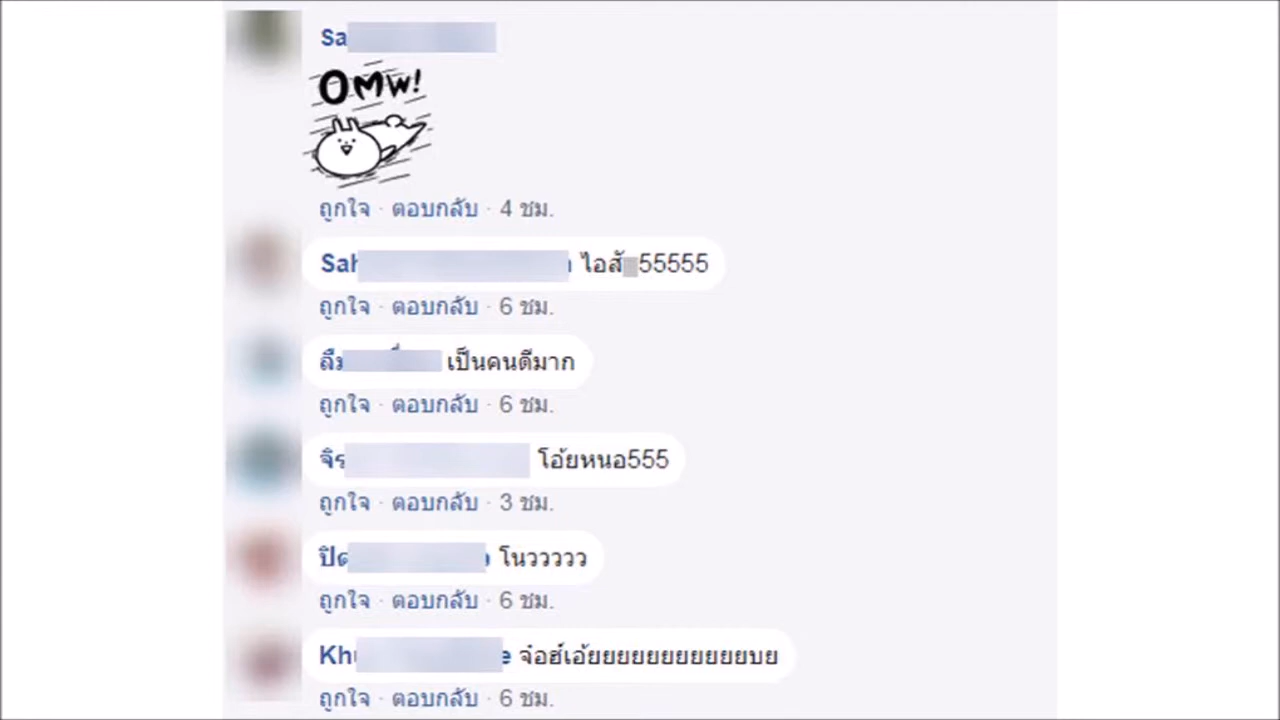 Sa
OMW!
ถูกใจ · ตอบกลับ · 4 ชม.
Sah ไอสั 55555
ถูกใจ · ตอบกลับ · 6 ชม.
ลืม เป็นคนดีมาก
ถูกใจ · ตอบกลับ · 6 ชม.
จิร โอ้ยหนอ555
ถูกใจ · ตอบกลับ · 3 ชม.
ปิด โนววววว
ถูกใจ · ตอบกลับ · 6 ชม.
Khu e จ๋อฮ์เอ้ยยยยยยยยยยยบย
ถูกใจ · ตอบกลับ · 6 ชม.